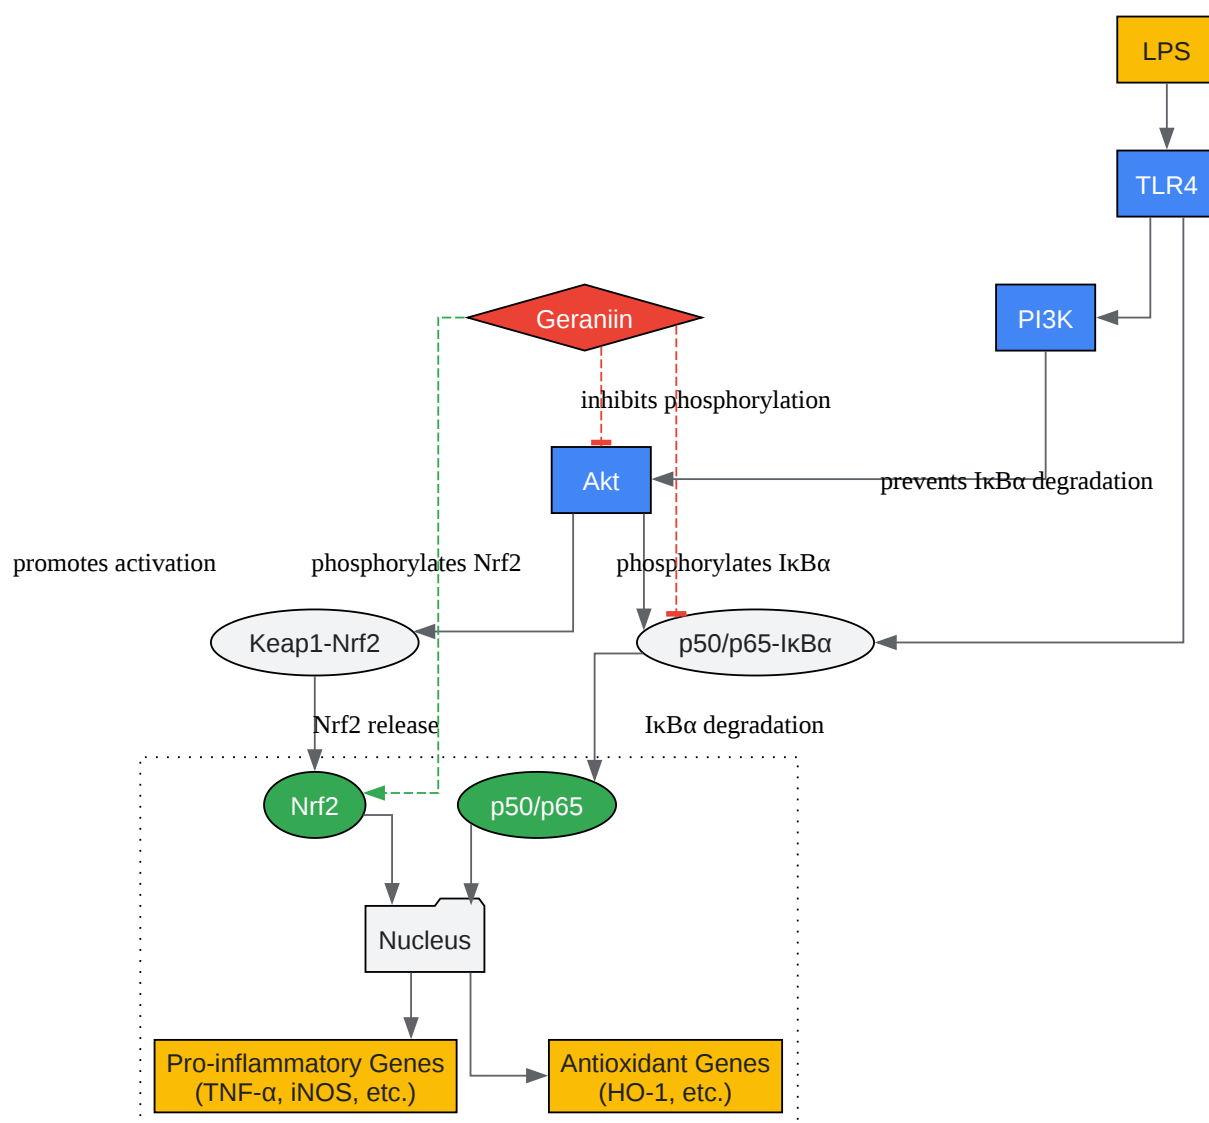 LPS
TLR4
Geraniin
PI3K
inhibits phosphorylation
Akt
prevents IκBα degradation
promotes activation
phosphorylates Nrf2
phosphorylates IκBα
Keap1-Nrf2
p50/p65-IκBα
Nrf2 release
IκBα degradation
Nrf2
p50/p65
Nucleus
Pro-inflammatory Genes
(TNF-α, iNOS, etc.)
Antioxidant Genes
(HO-1, etc.)